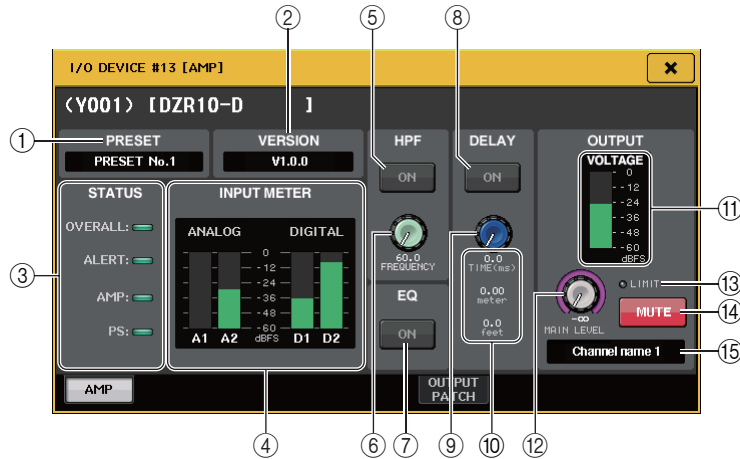 ② ⑤ ⑧
I/O DEVICE #13 [AMP]
(Y001) [DZR10-D ]
① PRESET VERSION HPF DELAY OUTPUT
PRESET No.1 V1.0.0 ON ON VOLTAGE
STATUS INPUT METER
OVERALL:
ALERT:
AMP:
PS:
③
ANALOG DIGITAL
0
-12
-24
-36
-48
-60
A1 A2 dBFS D1 D2
60.0
FREQUENCY
EQ
ON
0.0
TIME(ms)
0.00
meter
0.0
feet
0
-12
-24
-36
-48
-60
dBFS
⑪
LIMIT ⑬
-∞
MAIN LEVEL
MUTE ⑭
Channel name 1 ⑮
AMP OUTPUT
PATCH
④ ⑥ ⑦ ⑨ ⑩ ⑫